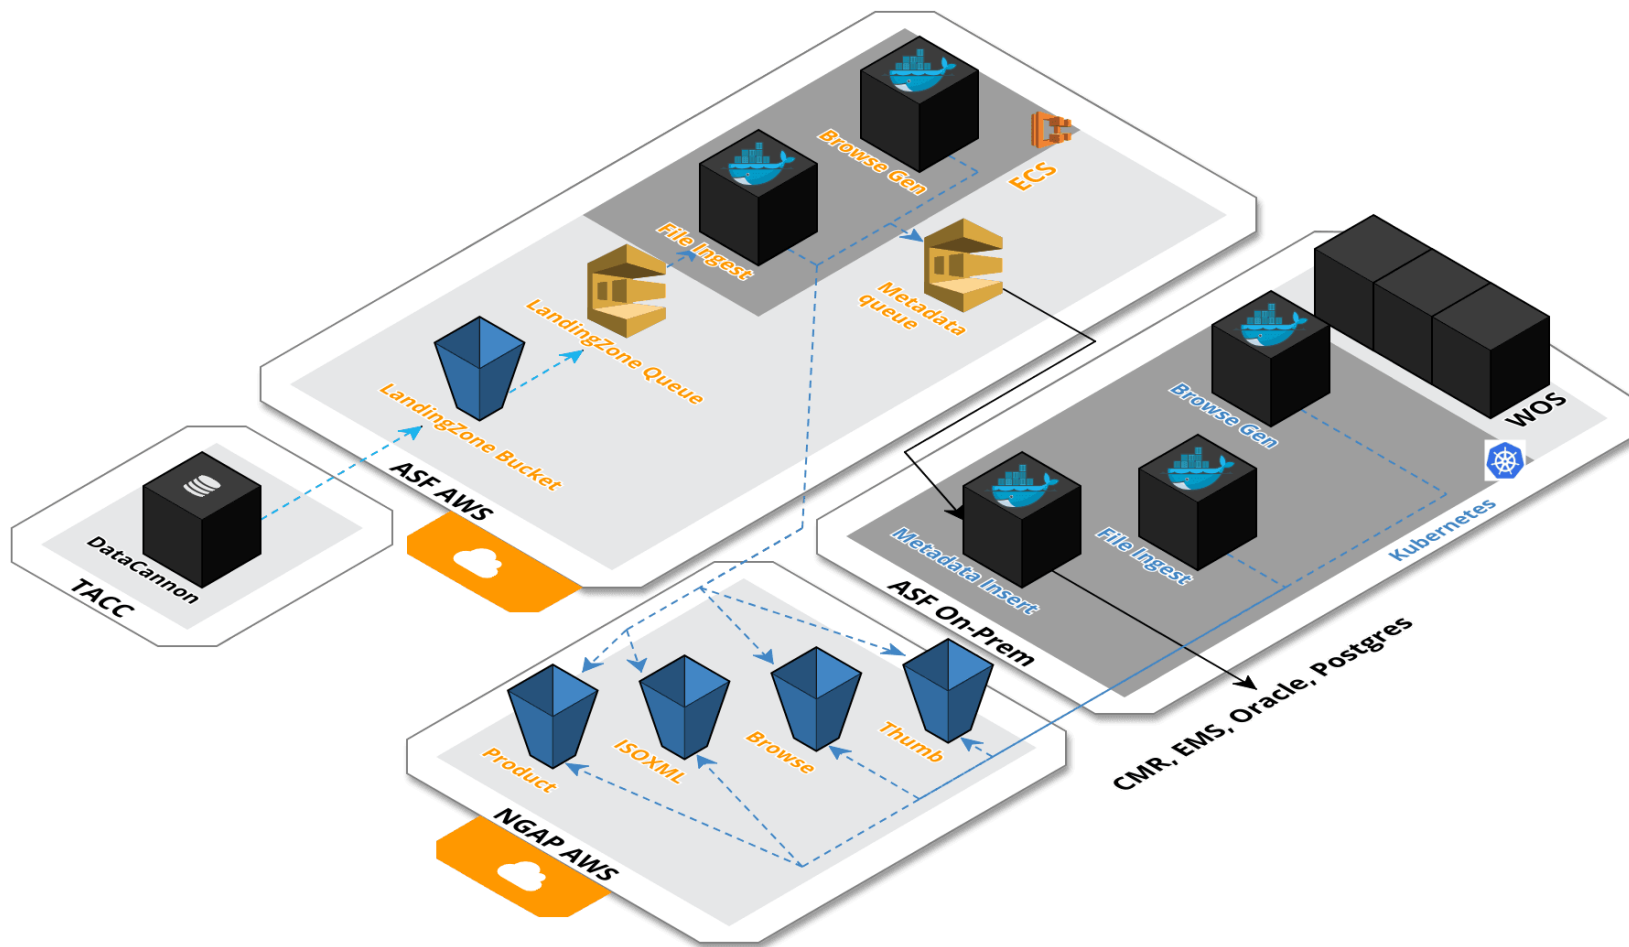 Browse Gen
ECS
File Ingest
Metadata
queue
LandingZone Queue
LandingZone Bucket
ASF AWS
DataCannon
TACC
WOS
Browse Gen
File Ingest
Metadata Insert
Kubernetes
ASF On-Prem
CMR, EMS, Oracle, Postgres
Thumb
Browse
ISOXML
Product
NGAP AWS